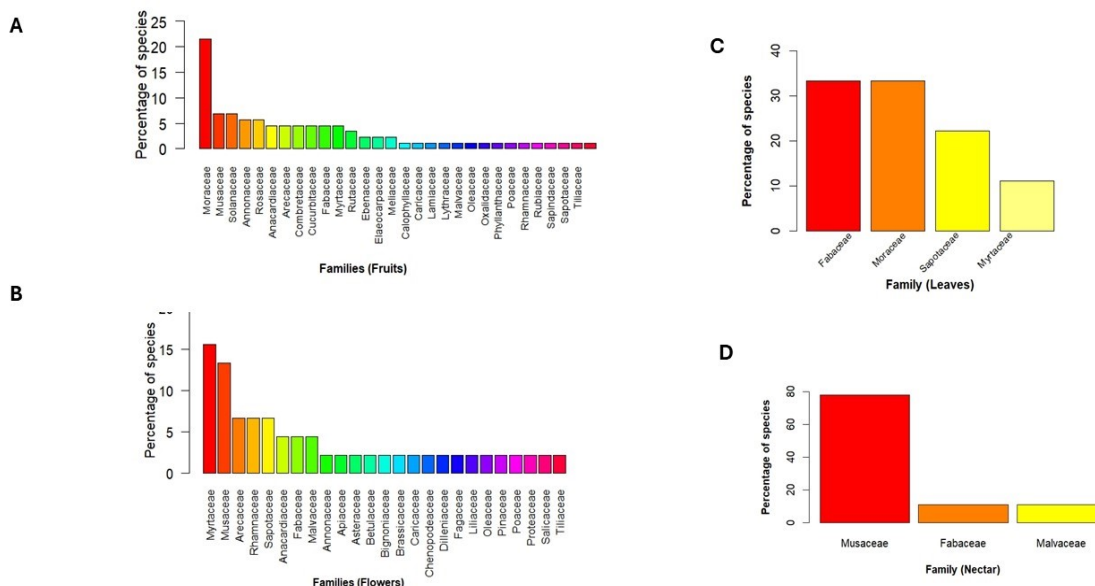 A
Percentage of species
25
20
15
10
5
0
Moraceae
Musaceae
Solanaceae
Annonaceae
Rosaceae
Anacardiaceae
Arecaceae
Combretaceae
Cucurbitaceae
Fabaceae
Myrtaceae
Rutaceae
Ebenaceae
Elaeocarpaceae
Meliaceae
Calophyllaceae
Caricaceae
Lamiaceae
Lythraceae
Malvaceae
Oleaceae
Oxalidaceae
Phyllanthaceae
Poaceae
Rhamnaceae
Rubiaceae
Sapindaceae
Sapotaceae
Tiliaceae
Families (Fruits)
B
Percentage of species
20
15
10
5
0
Myrtaceae
Musaceae
Arecaceae
Rhamnaceae
Sapotaceae
Anacardiaceae
Fabaceae
Malvaceae
Annonaceae
Apiaceae
Asteraceae
Betulaceae
Bignoniaceae
Brassicaceae
Caricaceae
Chenopodeaceae
Dilleniaceae
Fagaceae
Liliaceae
Oleaceae
Pinaceae
Poaceae
Proteaceae
Salicaceae
Tiliaceae
Families (Flowers)
C
Percentage of species
40
30
20
10
0
Fabaceae
Moraceae
Sapotaceae
Myrtaceae
Family (Leaves)
D
Percentage of species
80
60
40
20
0
Musaceae
Fabaceae
Malvaceae
Family (Nectar)